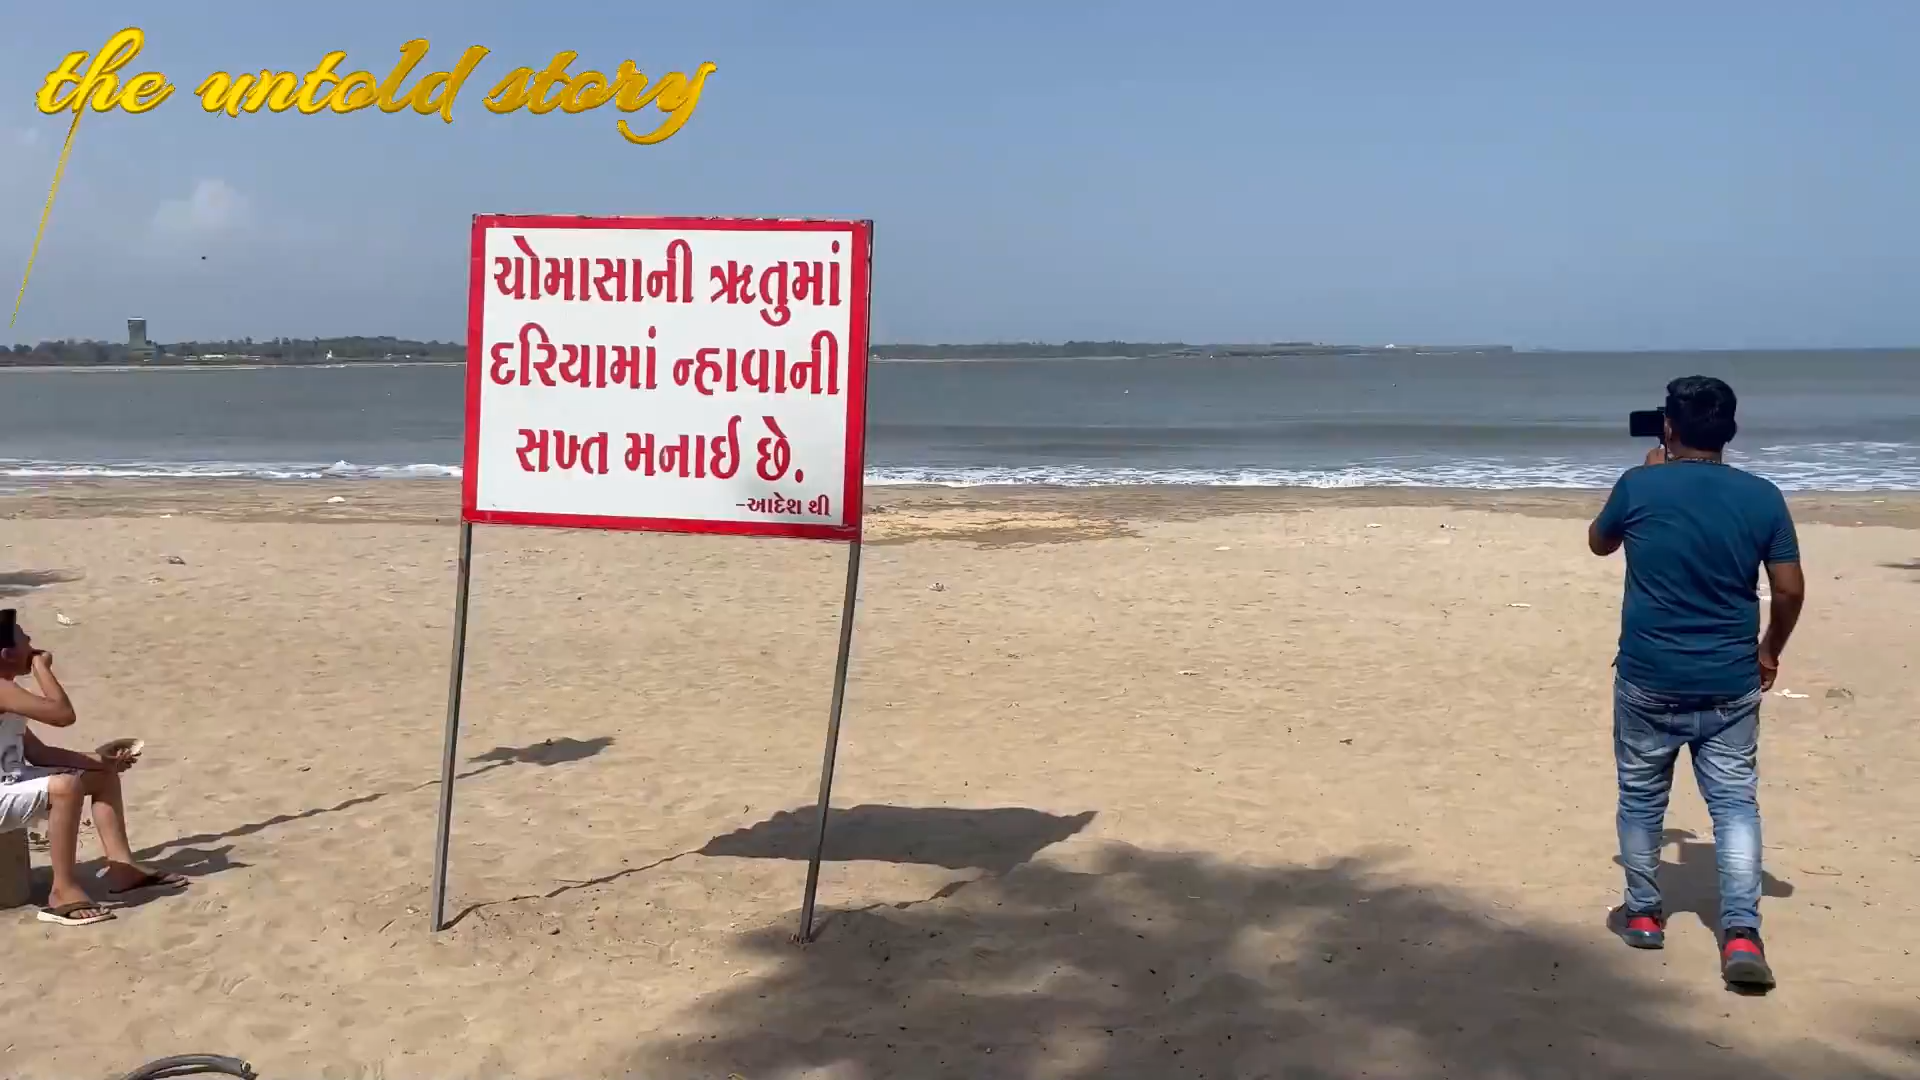 the untold story
ચોમાસાની ઋતુમાં
દરિયામાં ન્હાવાની
સખ્ત મનાઈ છે.
-આદેશ થી